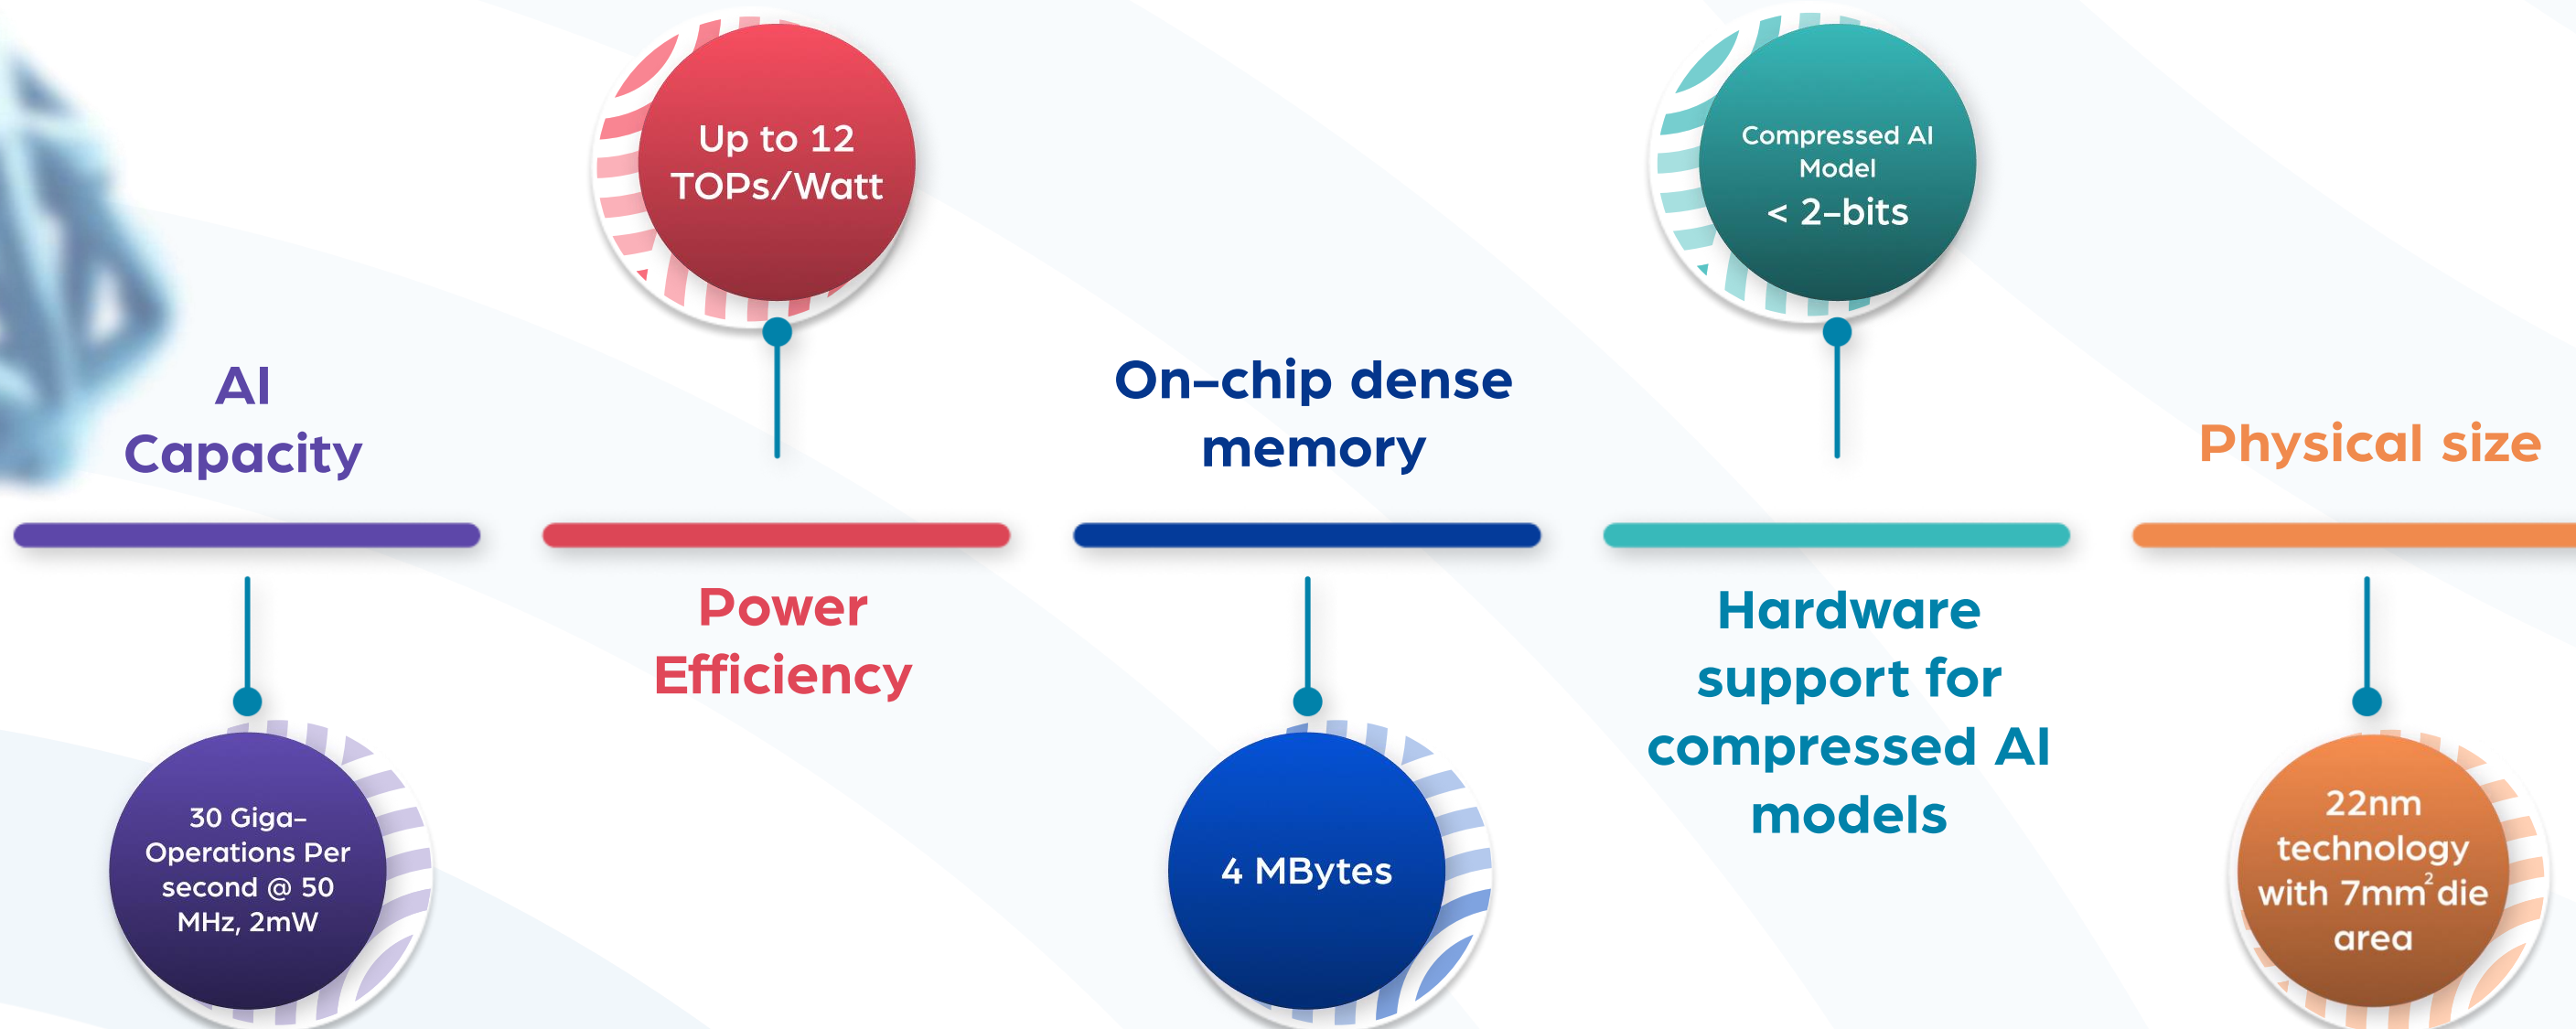 AI
Capacity
30 Giga-
Operations Per
second @ 50
MHz, 2mW
Up to 12
TOPs/Watt
Power
Efficiency
On-chip dense
memory
4 MBytes
Compressed AI
Model
< 2-bits
Hardware
support for
compressed AI
models
Physical size
22nm
technology
with 7mm² die
area